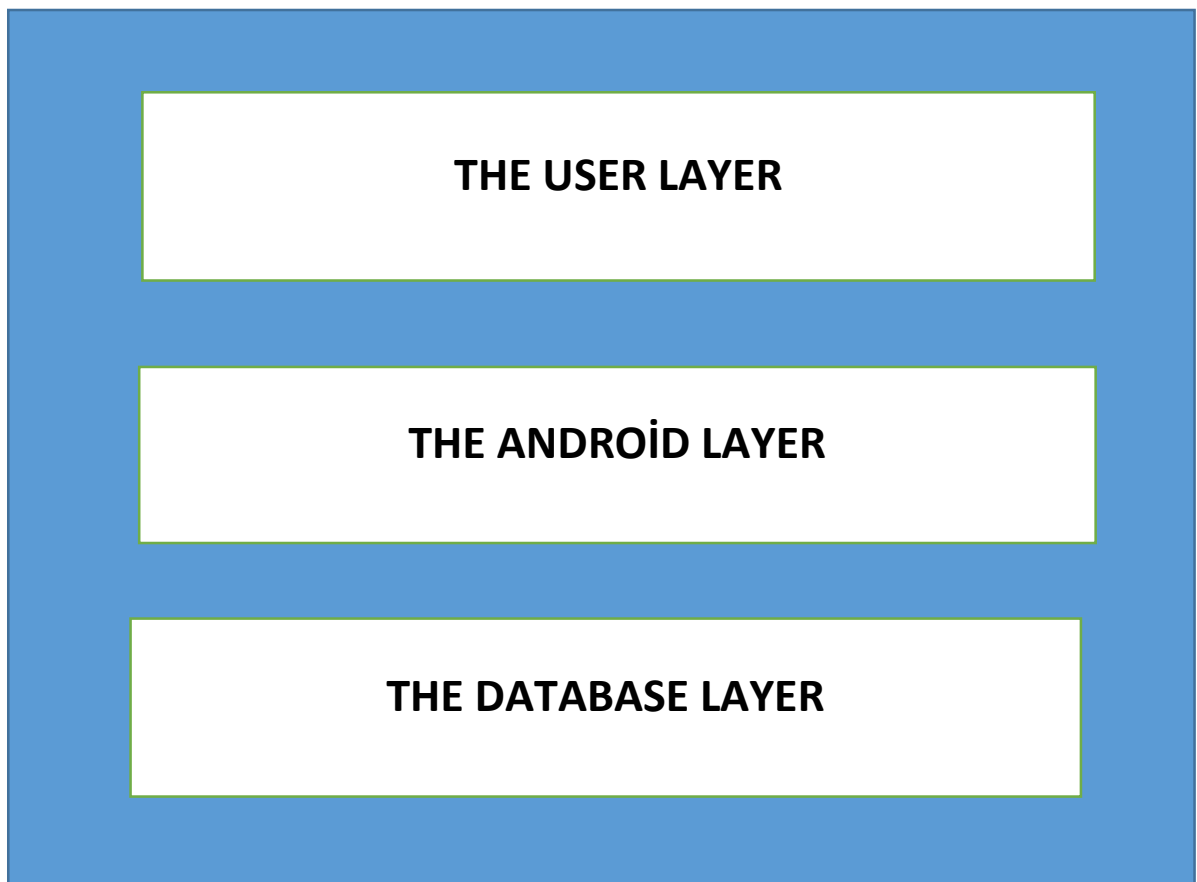 THE USER LAYER
THE ANDROİD LAYER
THE DATABASE LAYER